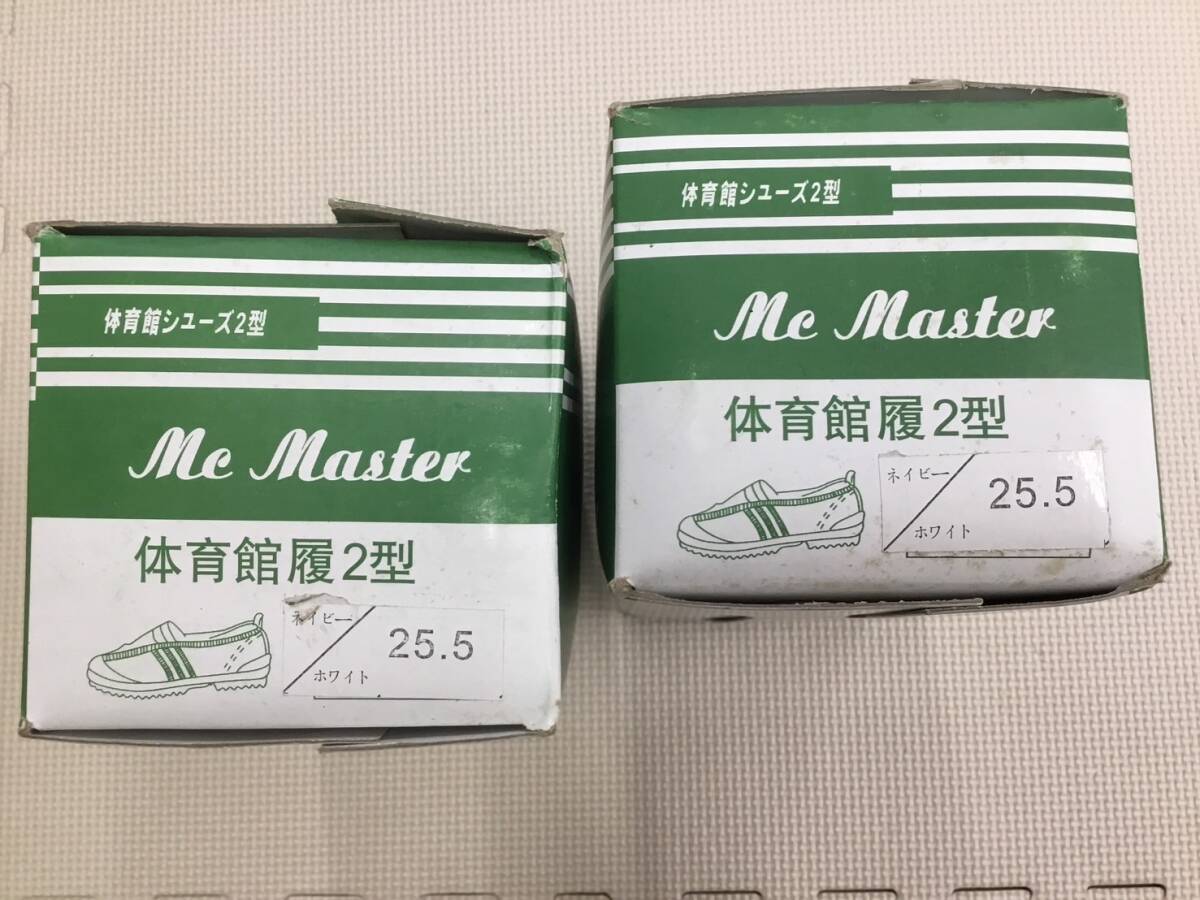 体育館シューズ2型
Mc Master
体育館履2型
ネイビー
25.5
ホワイト
体育館シユーズ2型
Mc Master
体育館履2型
ネイビー
25.5
ホワイト